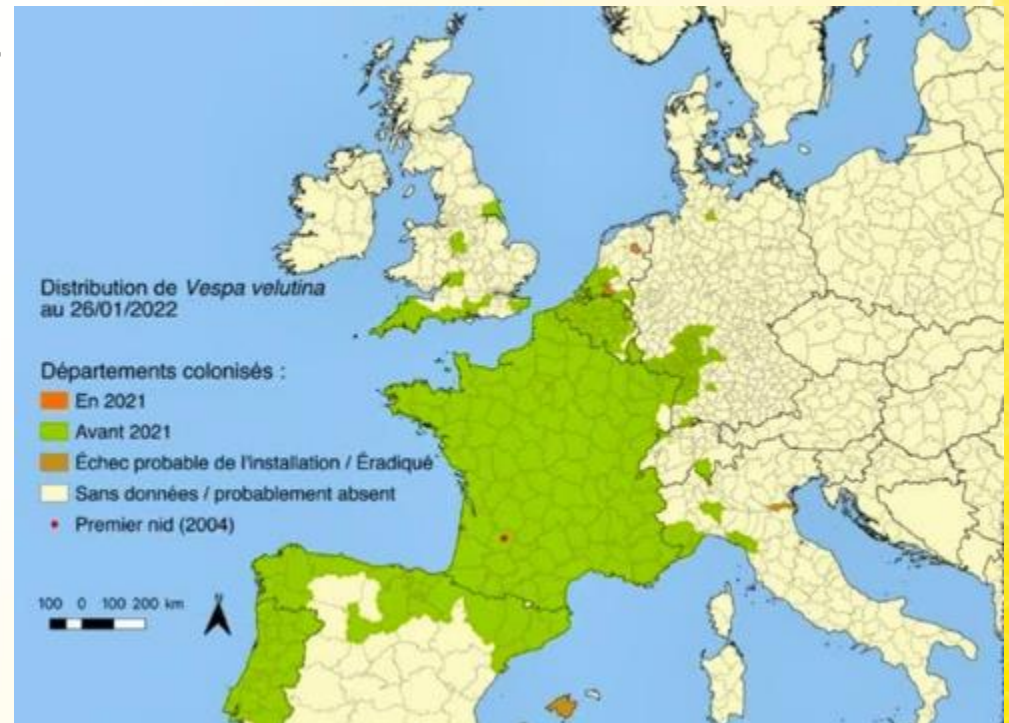 Distribution de Vespa velutina
au 26/01/2022
Départements colonisés :
En 2021
Avant 2021
Échec probable de l'installation / Éradiqué
Sans données / probablement absent
Premier nid (2004)
100 0 100 200 km
N